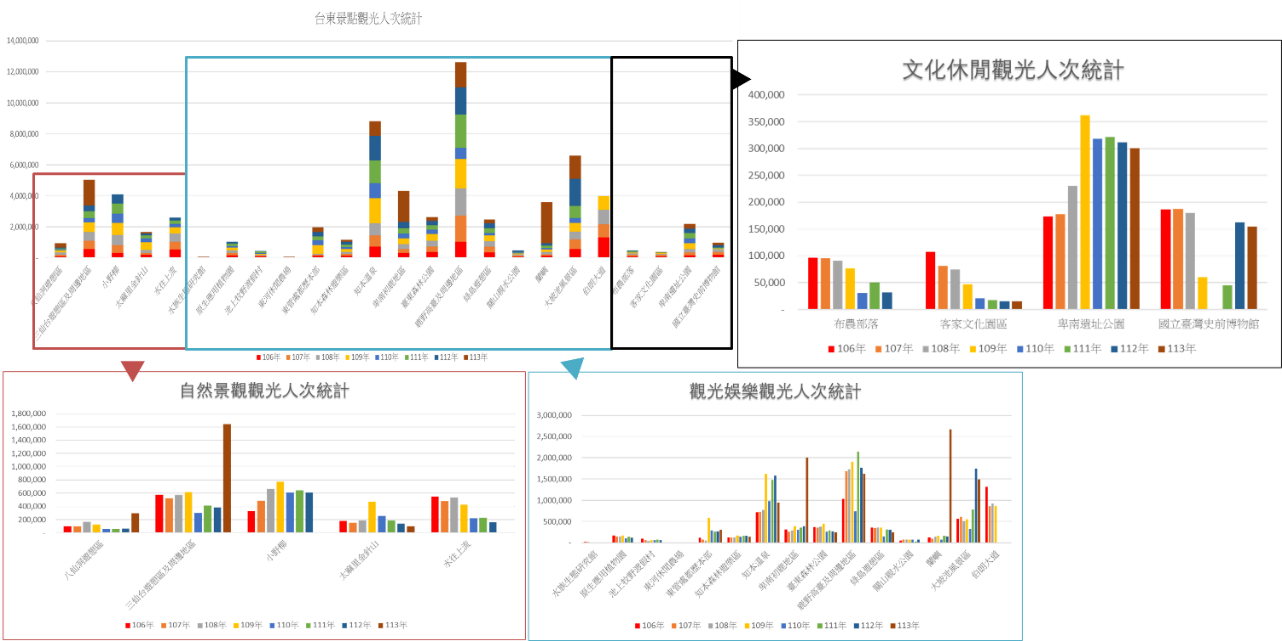 台東景點觀光人次統計
14,000,000
12,000,000
10,000,000
8,000,000
6,000,000
4,000,000
2,000,000
-
八仙洞遊憩區
三仙台遊憩區及周邊地區
小野柳
太麻里金針山
水往上流
水族生態研究館
原生應用植物園
池上牧野渡假村
東河休閒農場
東管處都歷本部
知本森林遊樂區
知本溫泉
卑南初鹿地區
臺東森林公園
鹿野高臺及周邊地區
綠島遊憩區
關山親水公園
蘭嶼
大坡池風景區
伯朗大道
布農部落
客家文化園區
卑南遺址公園
國立臺灣史前博物館
106年 107年 108年 109年 110年 111年 112年 113年
文化休閒觀光人次統計
400,000
350,000
300,000
250,000
200,000
150,000
100,000
50,000
-
布農部落 客家文化園區 卑南遺址公園 國立臺灣史前博物館
106年 107年 108年 109年 110年 111年 112年 113年
自然景觀觀光人次統計
1,800,000
1,600,000
1,400,000
1,200,000
1,000,000
800,000
600,000
400,000
200,000
-
八仙洞遊憩區
三仙台遊憩區及周邊地區
小野柳
太麻里金針山
水往上流
106年 107年 108年 109年 110年 111年 112年 113年
觀光娛樂觀光人次統計
3,000,000
2,500,000
2,000,000
1,500,000
1,000,000
500,000
-
水族生態研究館
原生應用植物園
池上牧野渡假村
東河休閒農場
東管處都歷本部
知本森林遊樂區
知本溫泉
卑南初鹿地區
臺東森林公園
鹿野高臺及周邊地區
綠島遊憩區
關山親水公園
蘭嶼
大坡池風景區
伯朗大道
106年 107年 108年 109年 110年 111年 112年 113年